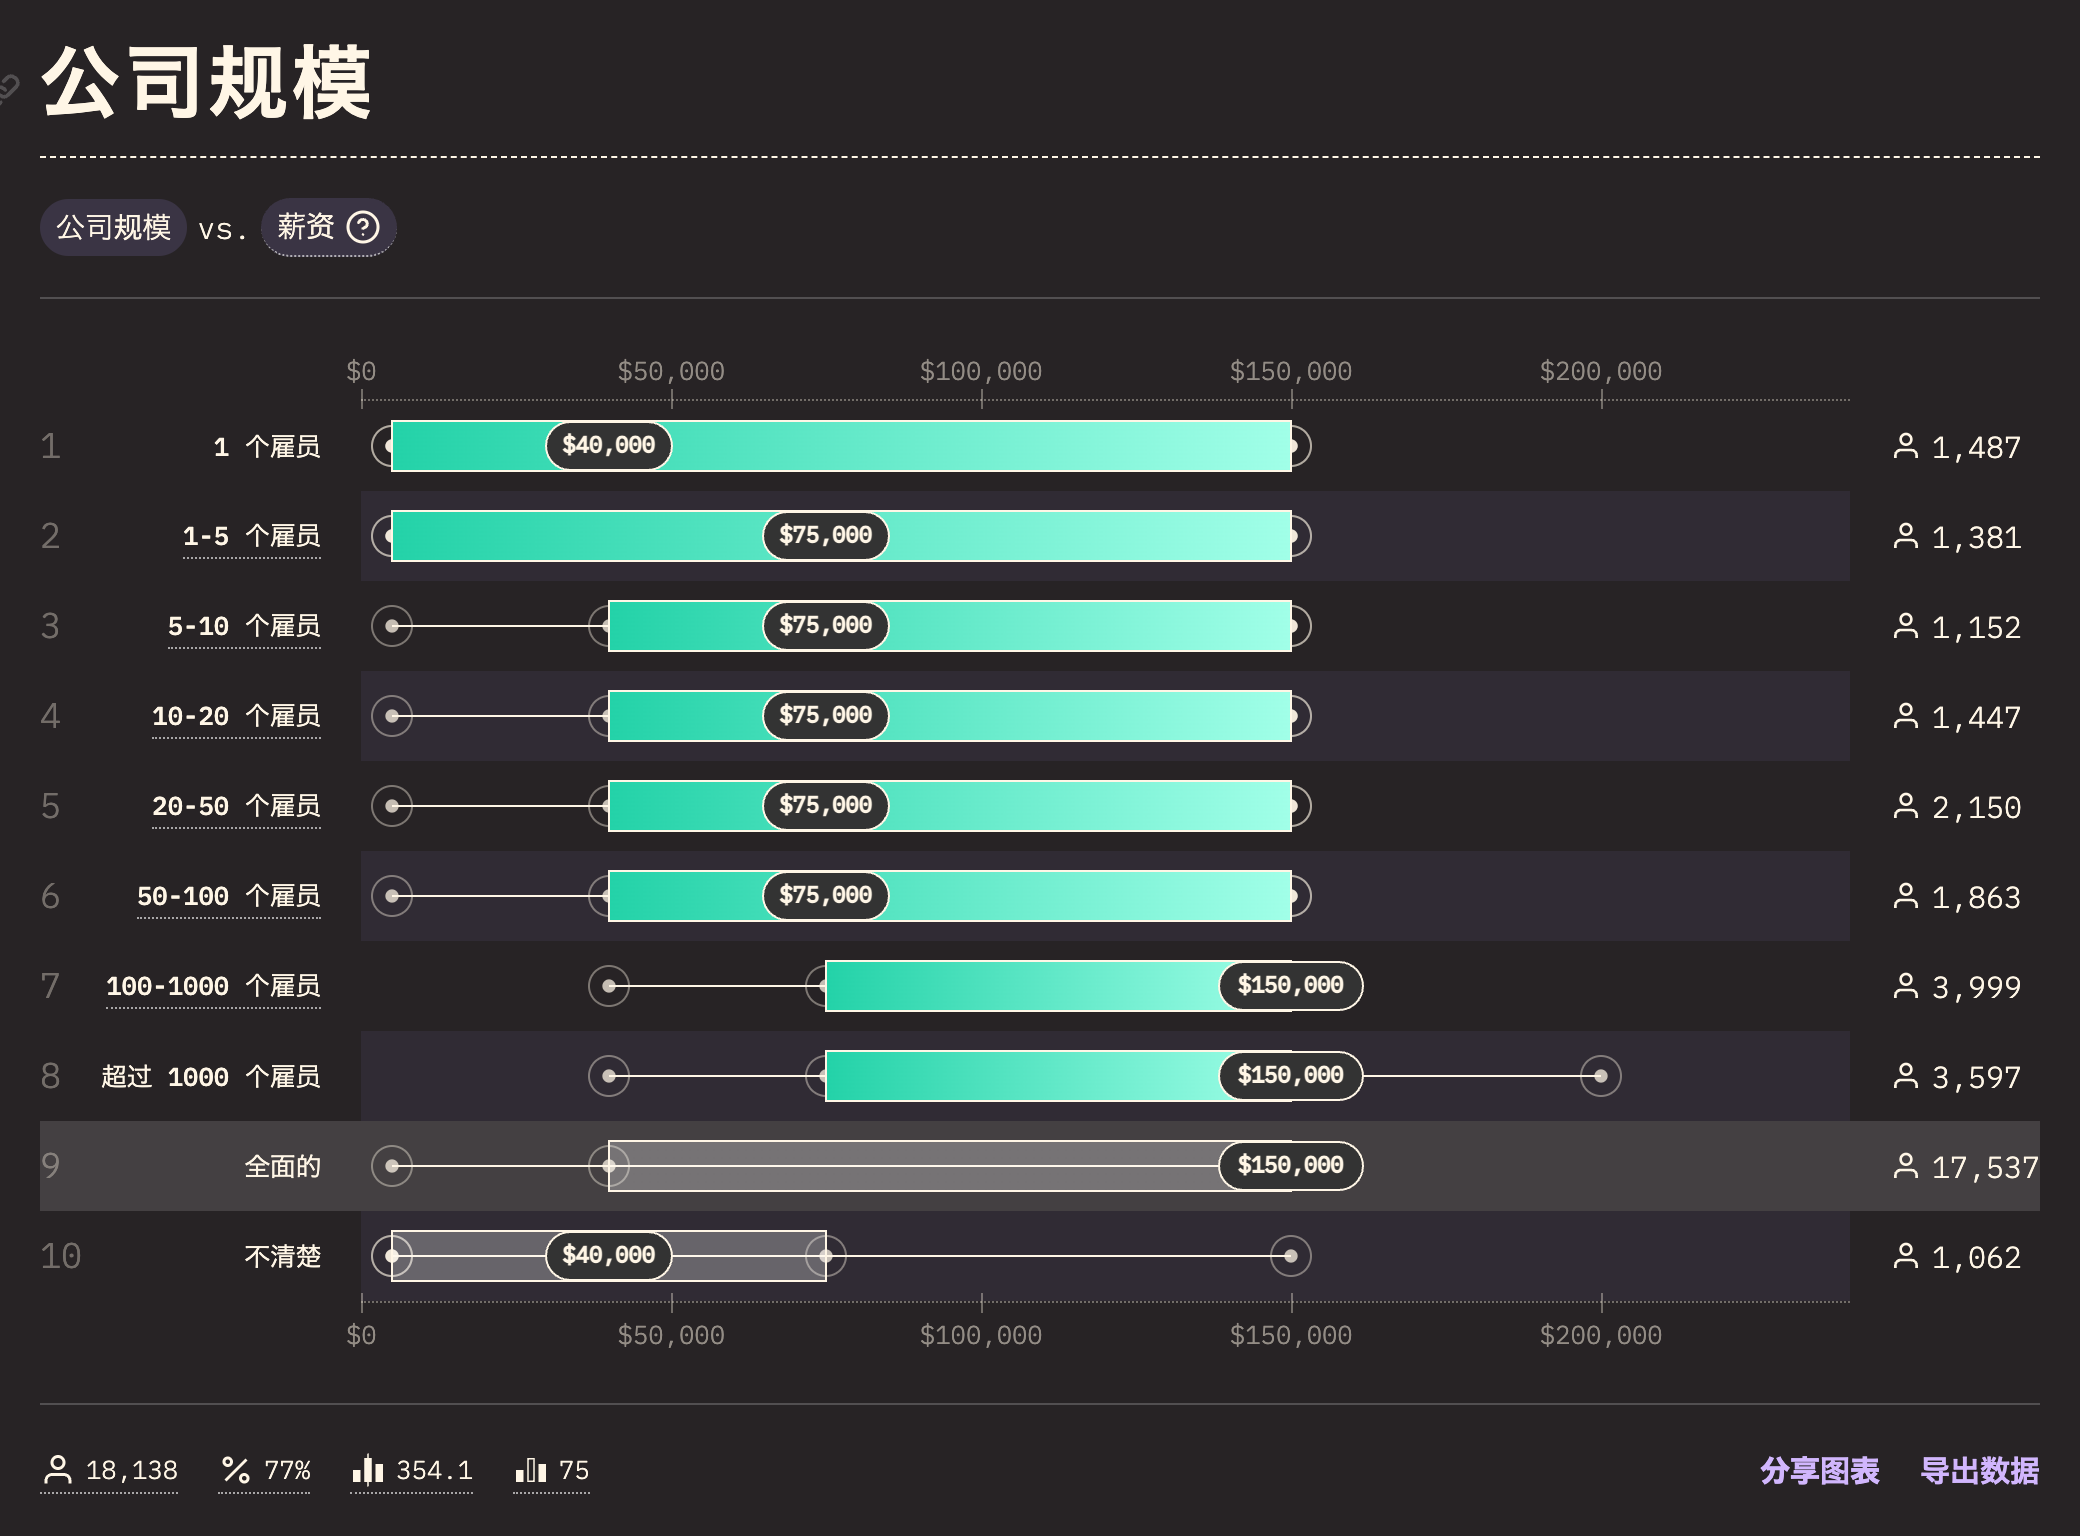 公司规模
公司规模 vs. 薪资 ?
$0 $50,000 $100,000 $150,000 $200,000
1 1 个雇员 $40,000 1,487
2 1-5 个雇员 $75,000 1,381
3 5-10 个雇员 $75,000 1,152
4 10-20 个雇员 $75,000 1,447
5 20-50 个雇员 $75,000 2,150
6 50-100 个雇员 $75,000 1,863
7 100-1000 个雇员 $150,000 3,999
8 超过 1000 个雇员 $150,000 3,597
9 全面的 $150,000 17,537
10 不清楚 $40,000 1,062
$0 $50,000 $100,000 $150,000 $200,000
18,138 77% 354.1 75 分享图表 导出数据